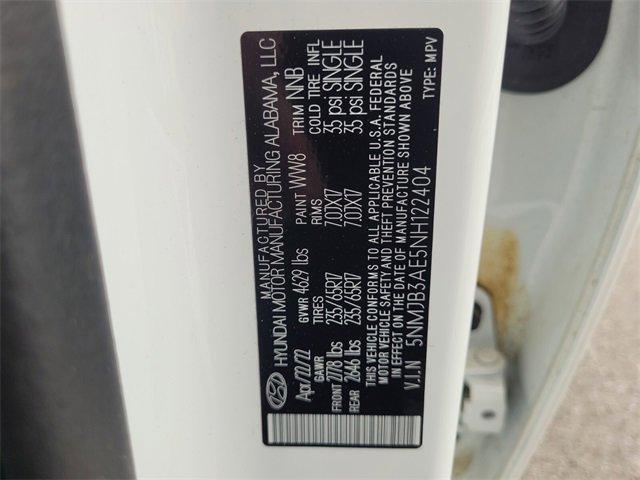 MANUFACTURED BY
HYUNDAI MOTOR MANUFACTURING ALABAMA, LLC
Apr/22/22 GVWR 4629 lbs PAINT WW8 TRIM NNB
GAWR TIRES RIMS COLD TIRE INFL
FRONT 2778 lbs 235/65R17 7.0JX17 35 psi SINGLE
REAR 2646 lbs 235/65R17 7.0JX17 35 psi SINGLE
THIS VEHICLE CONFORMS TO ALL APPLICABLE U.S.A. FEDERAL
MOTOR VEHICLE SAFETY AND THEFT PREVENTION STANDARDS
IN EFFECT ON THE DATE OF MANUFACTURE SHOWN ABOVE
V.I.N 5NMJB3AE5NH122404 TYPE: MPV